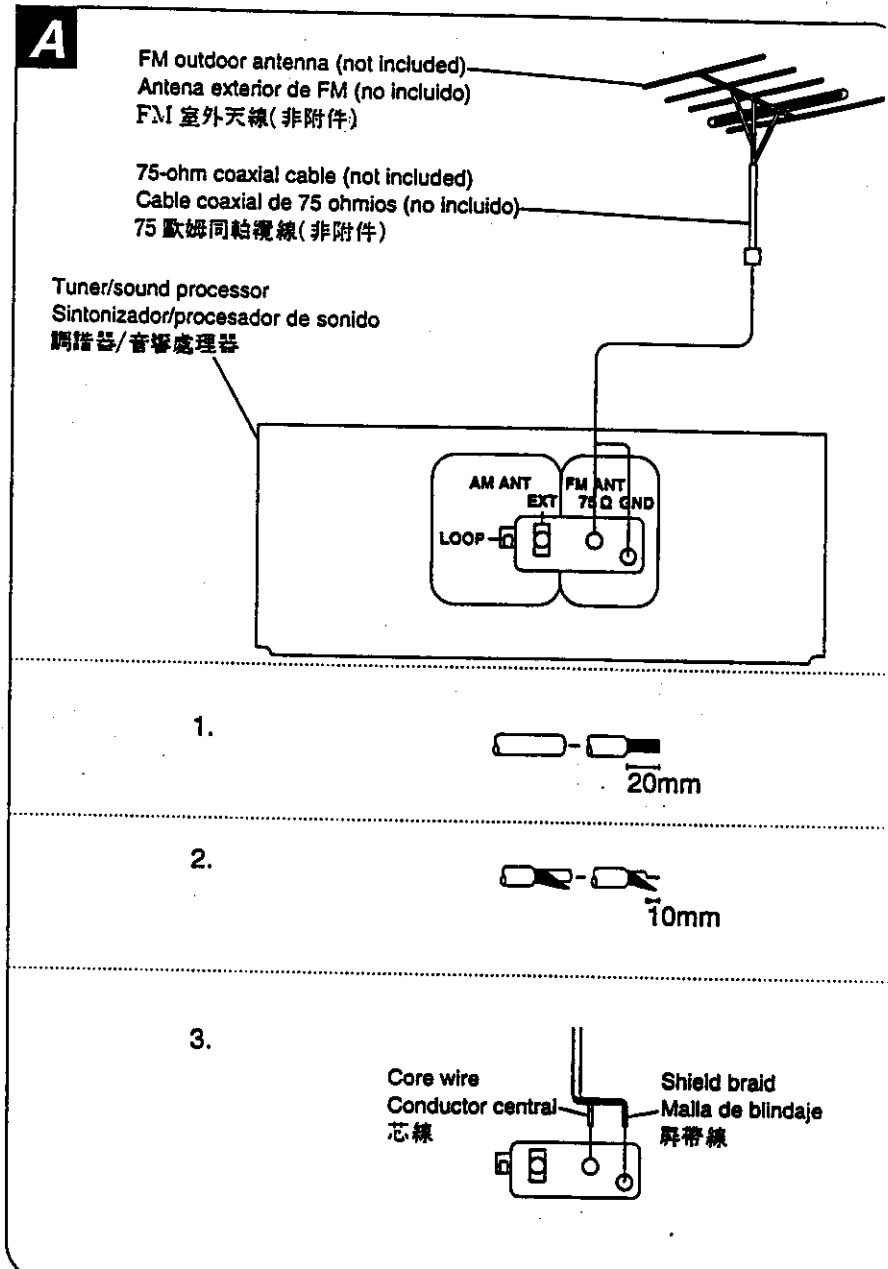 A
FM outdoor antenna (not included)
Antena exterior de FM (no incluido)
FM 室外天線(非附件)
75-ohm coaxial cable (not included)
Cable coaxial de 75 ohmios (no incluido)
75 歐姆同軸纜線(非附件)
Tuner/sound processor
Sintonizador/procesador de sonido
調諧器/音響處理器
AM ANT
EXT
LOOP
FM ANT
75 Ω GND
1.
20mm
2.
10mm
3.
Core wire
Conductor central
芯線
Shield braid
Malla de blindaje
屏帶線